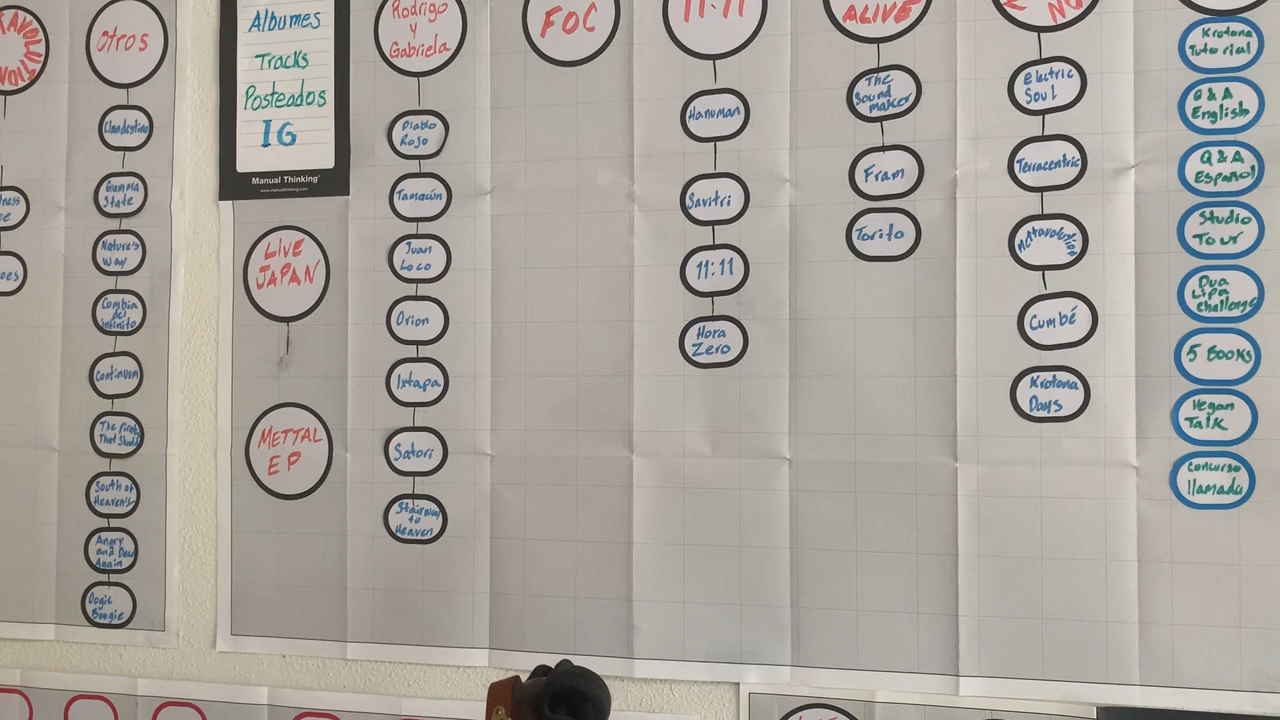 Otros
Clandestino
Gamma
State
Nature's
Way
Cumbia
del
infinito
Continuum
South of
Heaven's
Angry
and Dead
Again
Oogie
Boogie
Albumes
Tracks
Posteados
IG
Manual Thinking
www.manualthinking.com
LIVE
JAPAN
METTAL
EP
Rodrigo
y
Gabriela
Diablo
Rojo
Tamacún
Juan
Loco
Orion
Ixtapa
Satori
Stairway
to
Heaven
FOC
11:11
Hanuman
Savitri
11:11
Hora
Zero
ALIVE
The
Sound
maker
Fram
Torito
Electric
Soul
Terracentric
Mettavolution
Cumbé
Krotona
Days
Krotona
Tutorial
Q & A
English
Q & A
Español
Studio
Tour
Dua
Lipa
challenge
5 Books
Vegan
Talk
Concurso
llamada